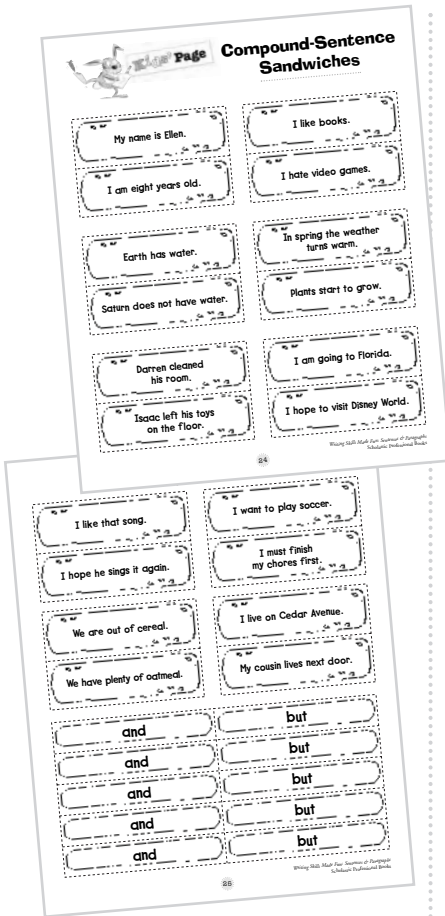 Kids' Page
Compound-Sentence
Sandwiches
My name is Ellen.
I am eight years old.
I like books.
I hate video games.
Earth has water.
Saturn does not have water.
In spring the weather
turns warm.
Plants start to grow.
Darren cleaned
his room.
Isaac left his toys
on the floor.
I am going to Florida.
I hope to visit Disney World.
Writing Skills Made Fun: Sentences & Paragraphs
Scholastic Professional Books
24
I like that song.
I hope he sings it again.
I want to play soccer.
I must finish
my chores first.
We are out of cereal.
We have plenty of oatmeal.
I live on Cedar Avenue.
My cousin lives next door.
and
and
and
and
and
but
but
but
but
but
Writing Skills Made Fun: Sentences & Paragraphs
Scholastic Professional Books
25